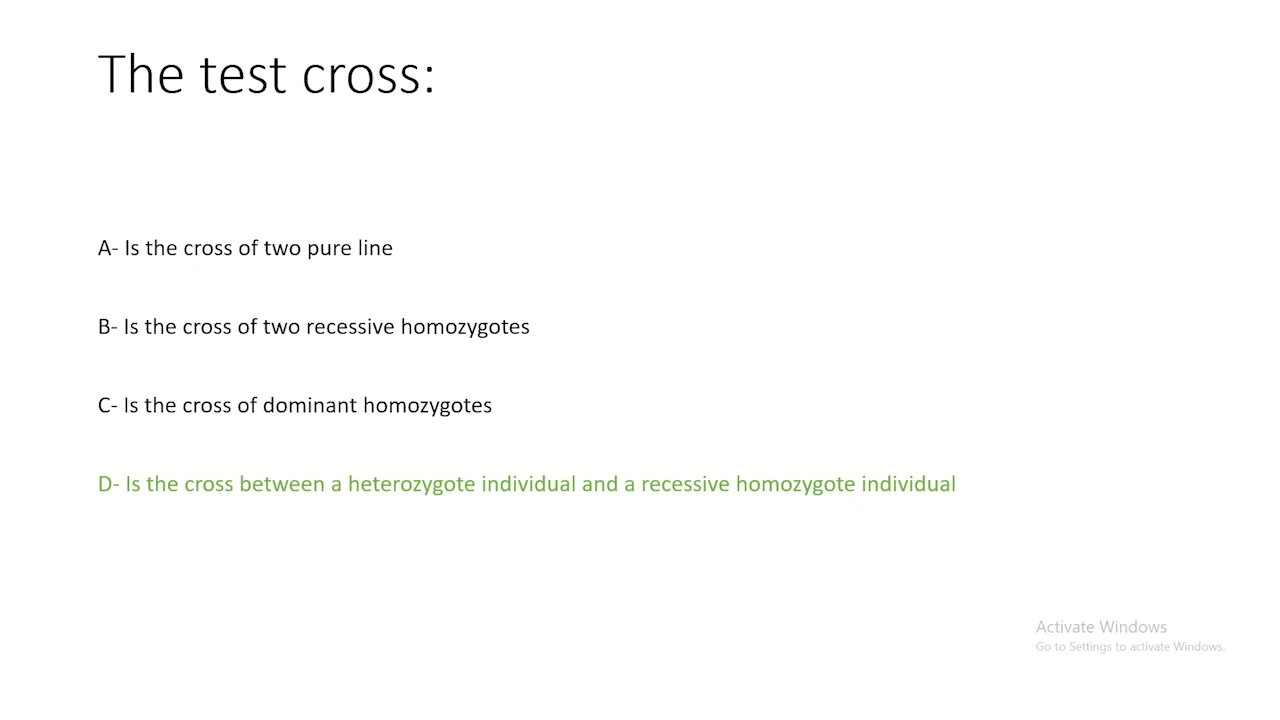 The test cross:
A- Is the cross of two pure line
B- Is the cross of two recessive homozygotes
C- Is the cross of dominant homozygotes
D- Is the cross between a heterozygote individual and a recessive homozygote individual
Activate Windows
Go to Settings to activate Windows.